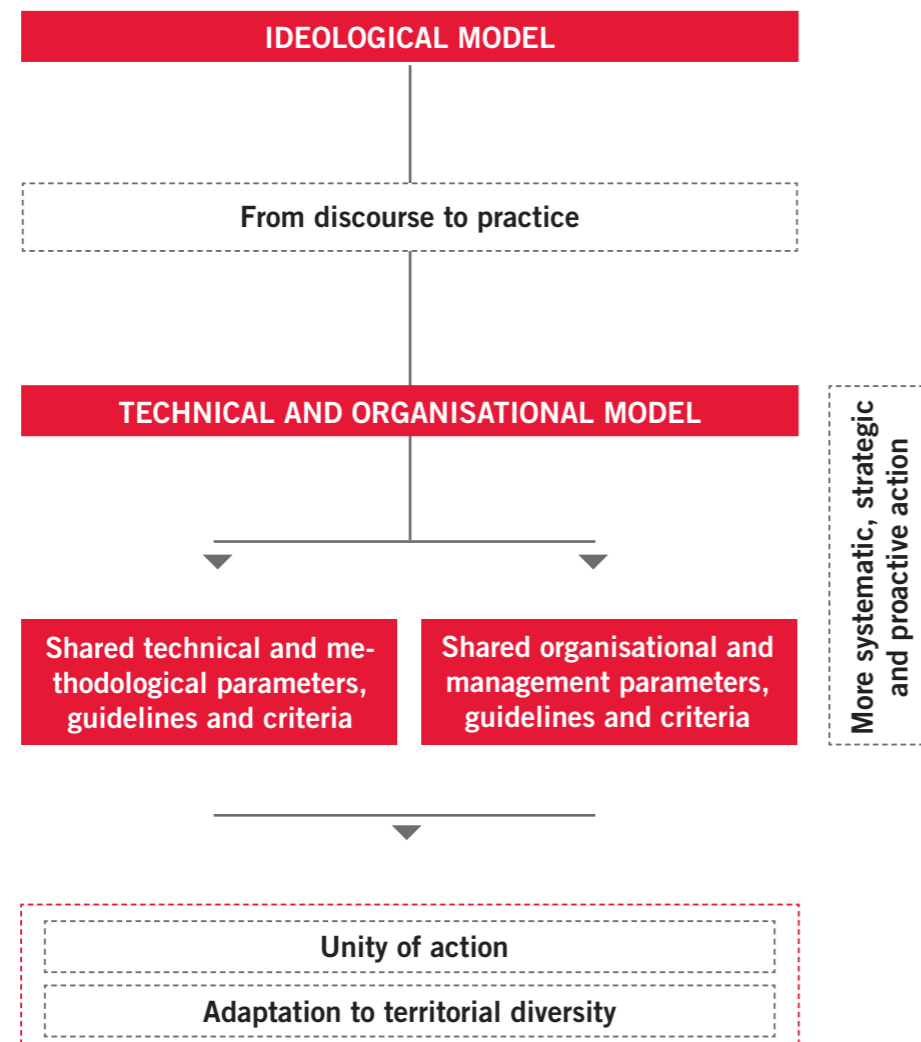 IDEOLOGICAL MODEL
From discourse to practice
TECHNICAL AND ORGANISATIONAL MODEL
More systematic, strategic
and proactive action
Shared technical and me-
thodological parameters,
guidelines and criteria
Shared organisational and
management parameters,
guidelines and criteria
Unity of action
Adaptation to territorial diversity